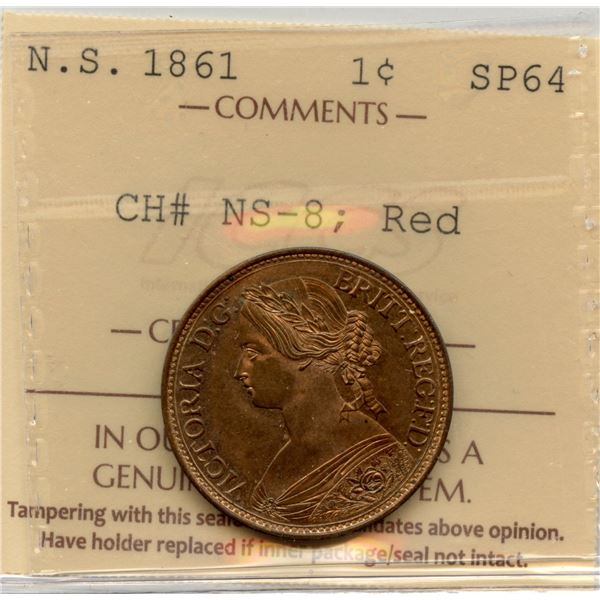 N.S. 1861 1¢ SP64
— COMMENTS —
CH# NS-8; Red
VICTORIA D.G. BRITT.REG.F.D.
IN OU S A
GENUI EM.
Tampering with this seal dates above opinion.
Have holder replaced if inner package/seal not intact.